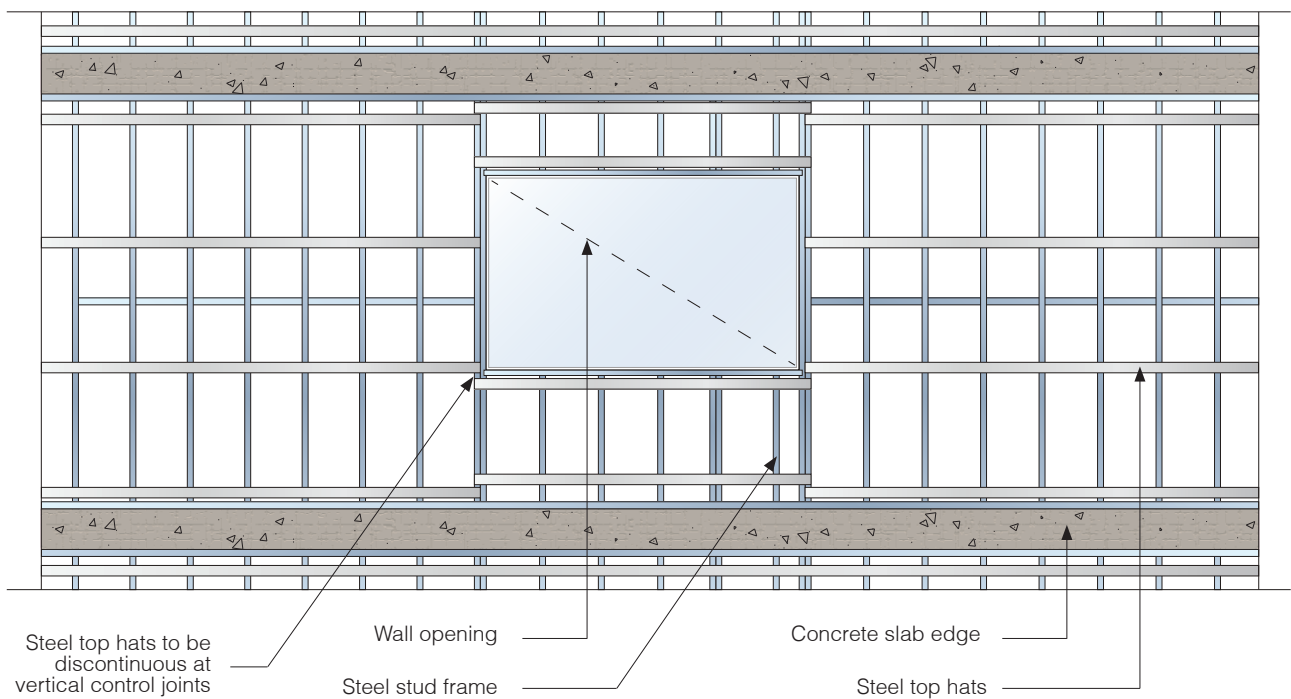 Steel top hats to be
discontinuous at
vertical control joints
Wall opening
Steel stud frame
Concrete slab edge
Steel top hats